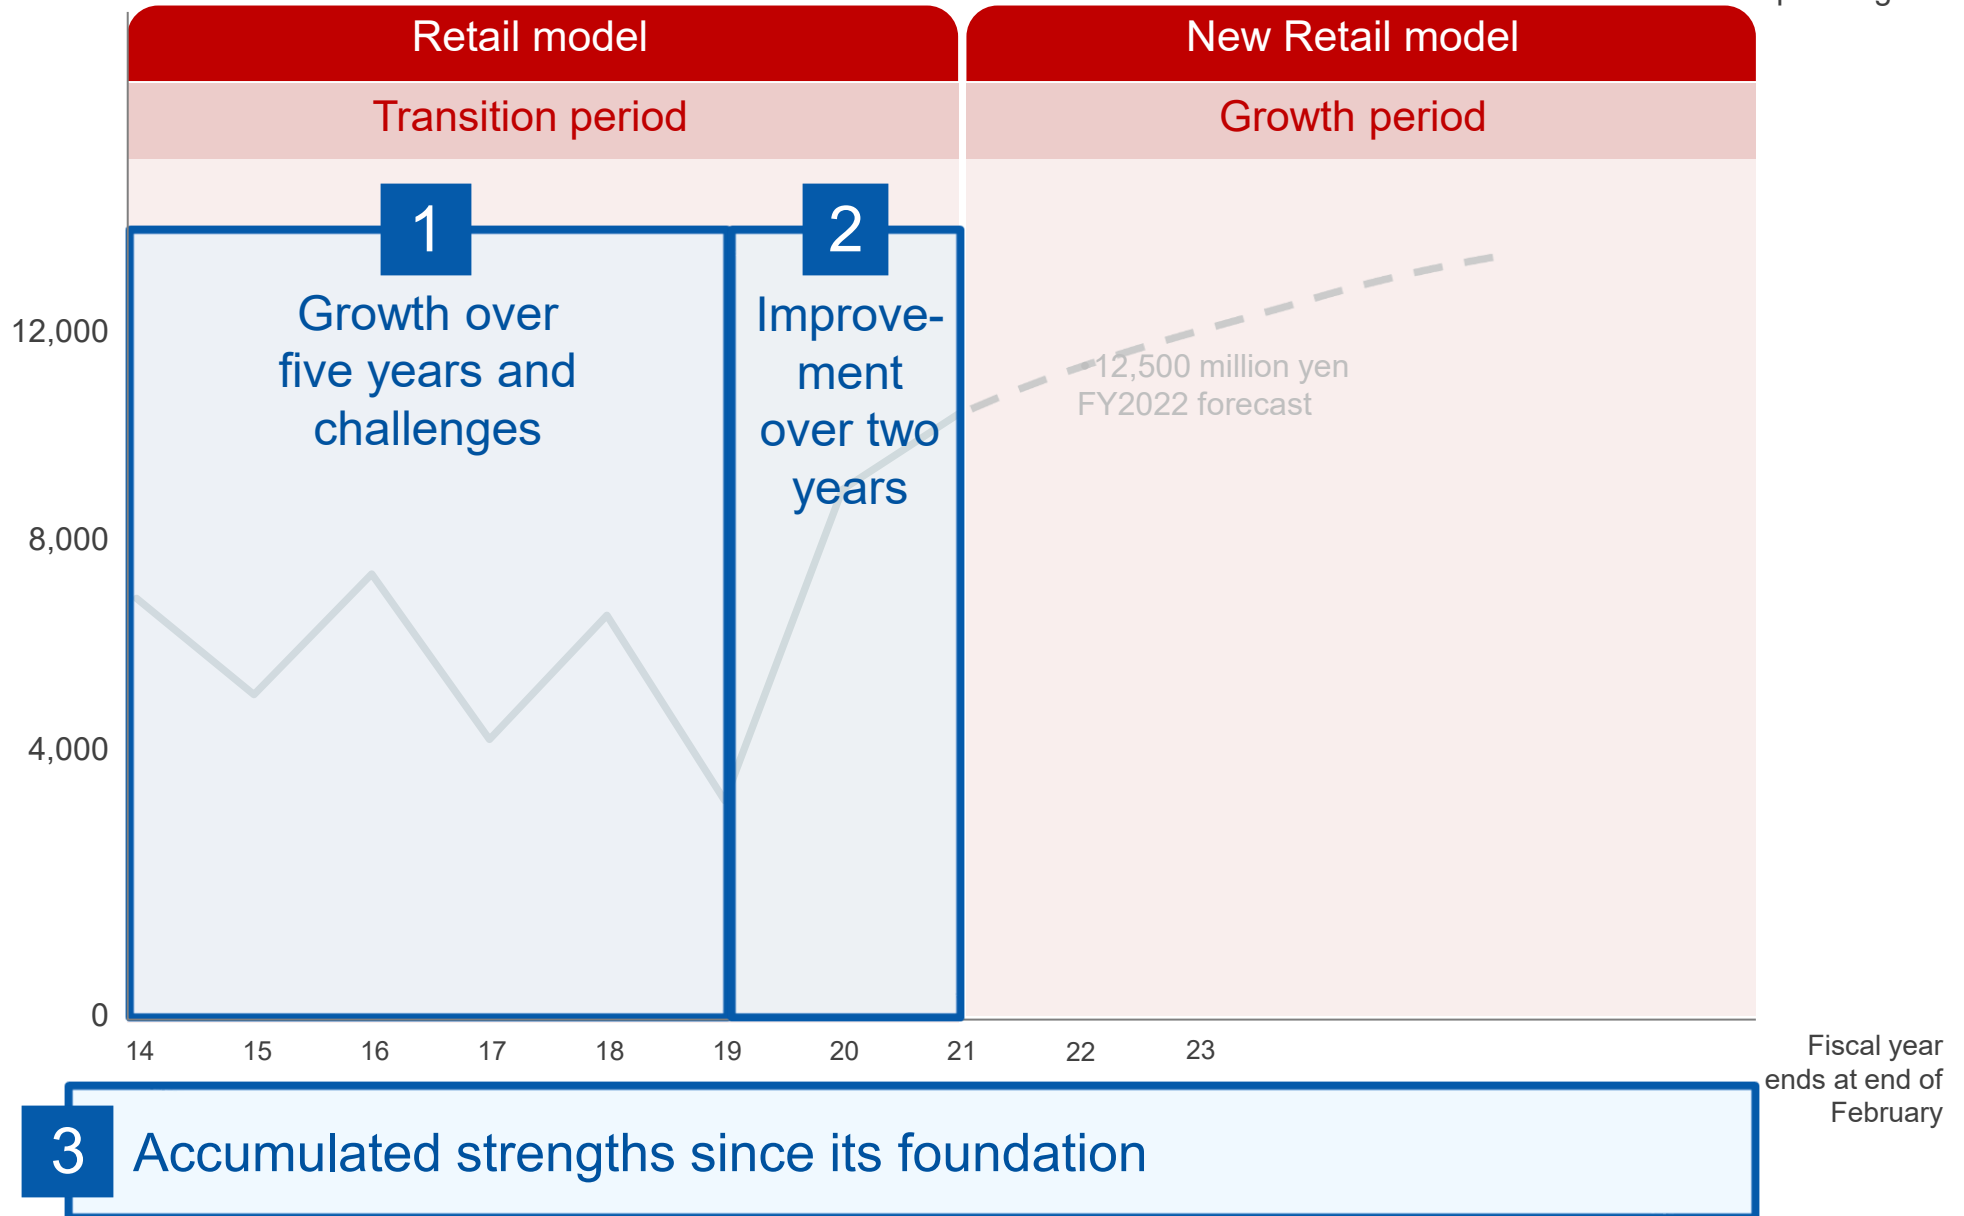 Retail model
New Retail model
Transition period
Growth period
1
2
Growth over
five years and
challenges
Improve-
ment
over two
years
12,000
8,000
4,000
0
12,500 million yen
FY2022 forecast
14 15 16 17 18 19 20 21 22 23
Fiscal year
ends at end of
February
3
Accumulated strengths since its foundation